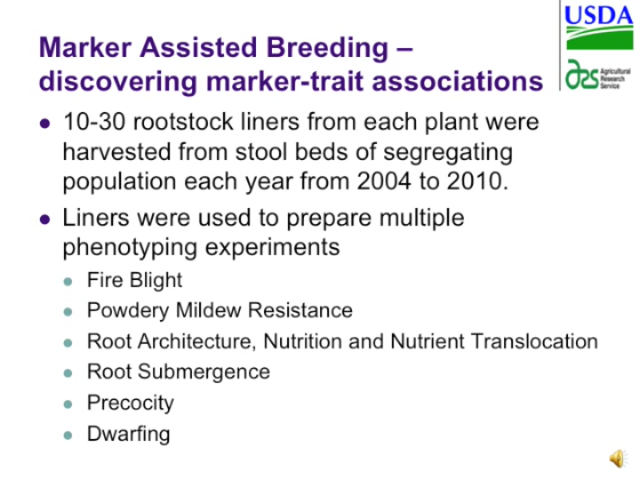 USDA
Marker Assisted Breeding –
discovering marker-trait associations
Agricultural
Research
Service
10-30 rootstock liners from each plant were
harvested from stool beds of segregating
population each year from 2004 to 2010.
Liners were used to prepare multiple
phenotyping experiments
Fire Blight
Powdery Mildew Resistance
Root Architecture, Nutrition and Nutrient Translocation
Root Submergence
Precocity
Dwarfing